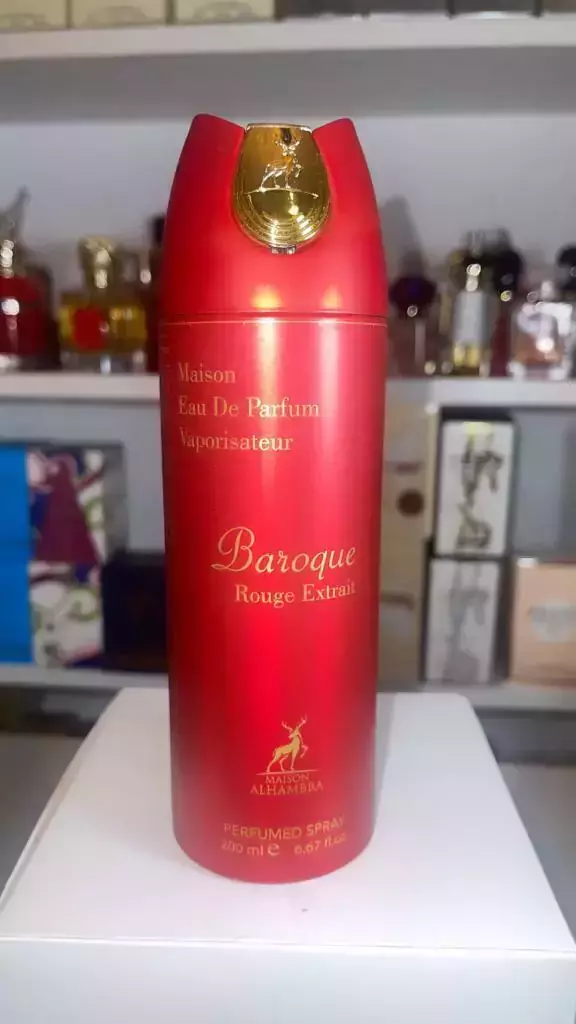 Maison
Eau De Parfum
Vaporisateur
Baroque
Rouge Extrait
MAISON
ALHAMBRA
PERFUMED SPRAY
200 ml e 6.67 fl.oz